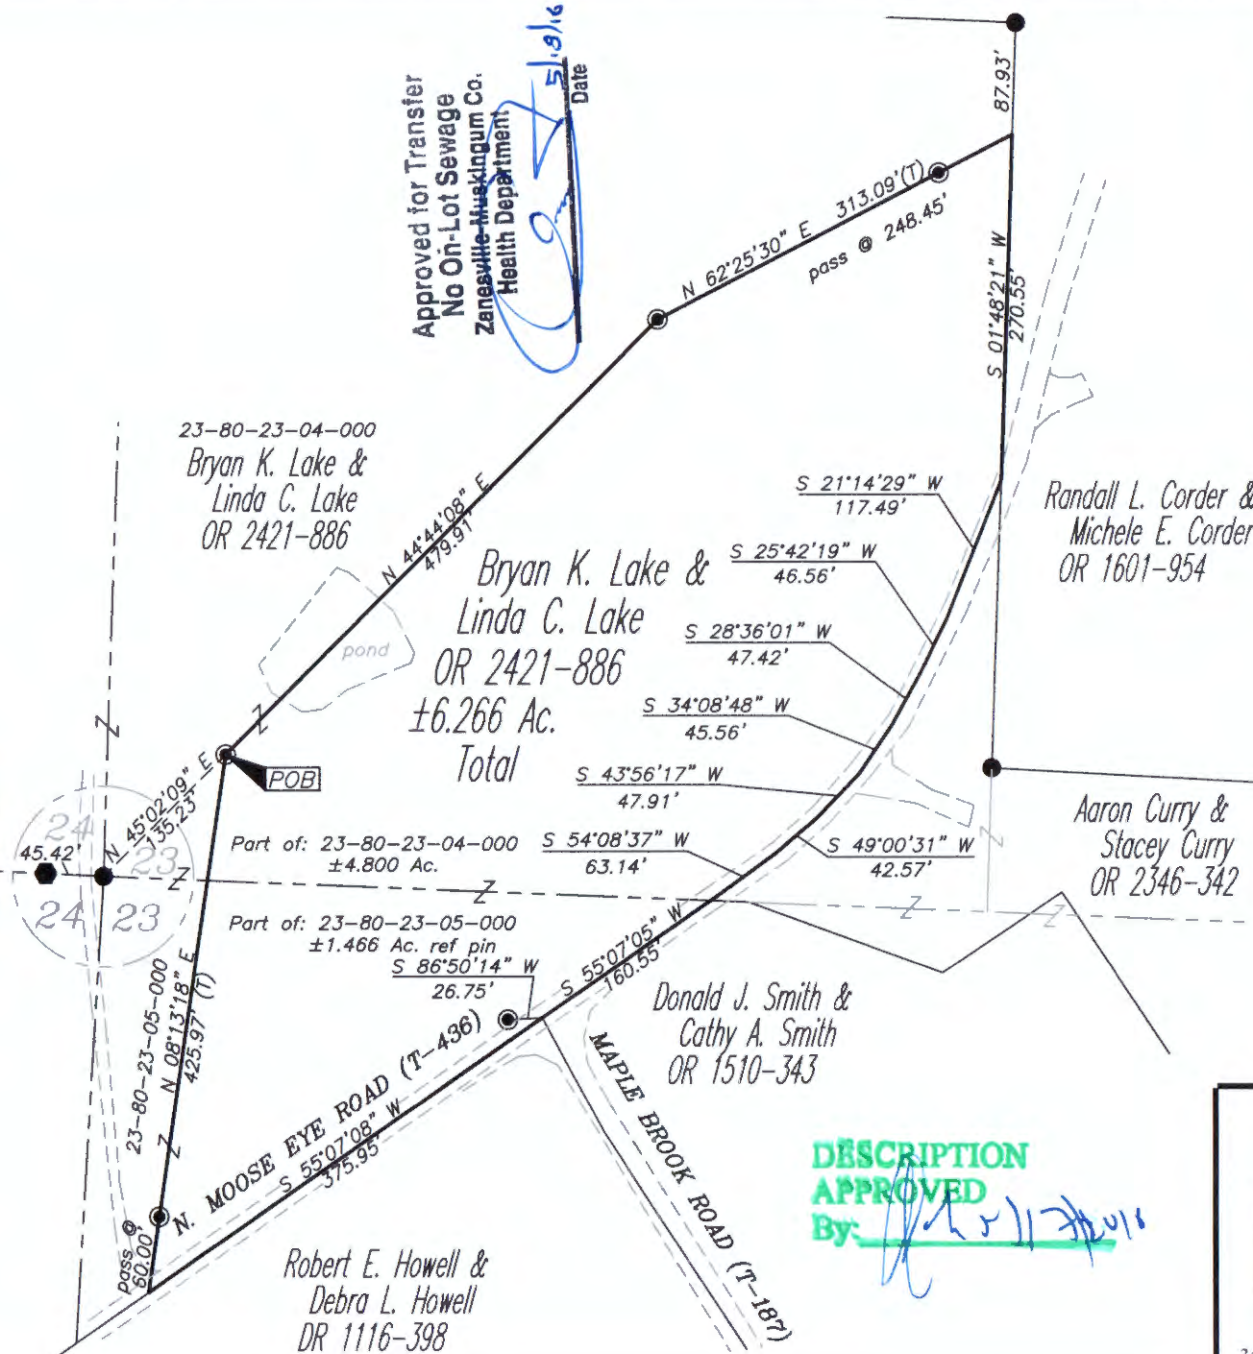 Approved for Transfer
No On-Lot Sewage
Zanesville-Muskingum Co.
Health Department
5/18/16
Date
87.93'
N 62°25'30" E 313.09'(T)
pass @ 248.45'
S 01°48'21" W
270.55'
23-80-23-04-000
Bryan K. Lake &
Linda C. Lake
OR 2421-886
N 44°44'08" E
479.91'
Bryan K. Lake &
Linda C. Lake
OR 2421-886
±6.266 Ac.
Total
pond
S 21°14'29" W
117.49'
S 25°42'19" W
46.56'
S 28°36'01" W
47.42'
S 34°08'48" W
45.56'
S 43°56'17" W
47.91'
S 49°00'31" W
42.57'
S 54°08'37" W
63.14'
Randall L. Corder &
Michele E. Corder
OR 1601-954
Aaron Curry &
Stacey Curry
OR 2346-342
POB
N 45°02'09" E
135.23'
45.42'
24
23
24
23
Z
Z
Z
Z
Z
Z
Z
Z
Part of: 23-80-23-04-000
±4.800 Ac.
Part of: 23-80-23-05-000
±1.466 Ac. ref pin
S 86°50'14" W
26.75'
S 55°07'05" W
160.55'
23-80-23-05-000
N 08°13'18" E
425.97' (T)
pass @
60.00'
N. MOOSE EYE ROAD (T-436)
S 55°07'08" W
375.95'
Donald J. Smith &
Cathy A. Smith
OR 1510-343
MAPLE BROOK ROAD (T-187)
Robert E. Howell &
Debra L. Howell
DR 1116-398
DESCRIPTION
APPROVED
By: